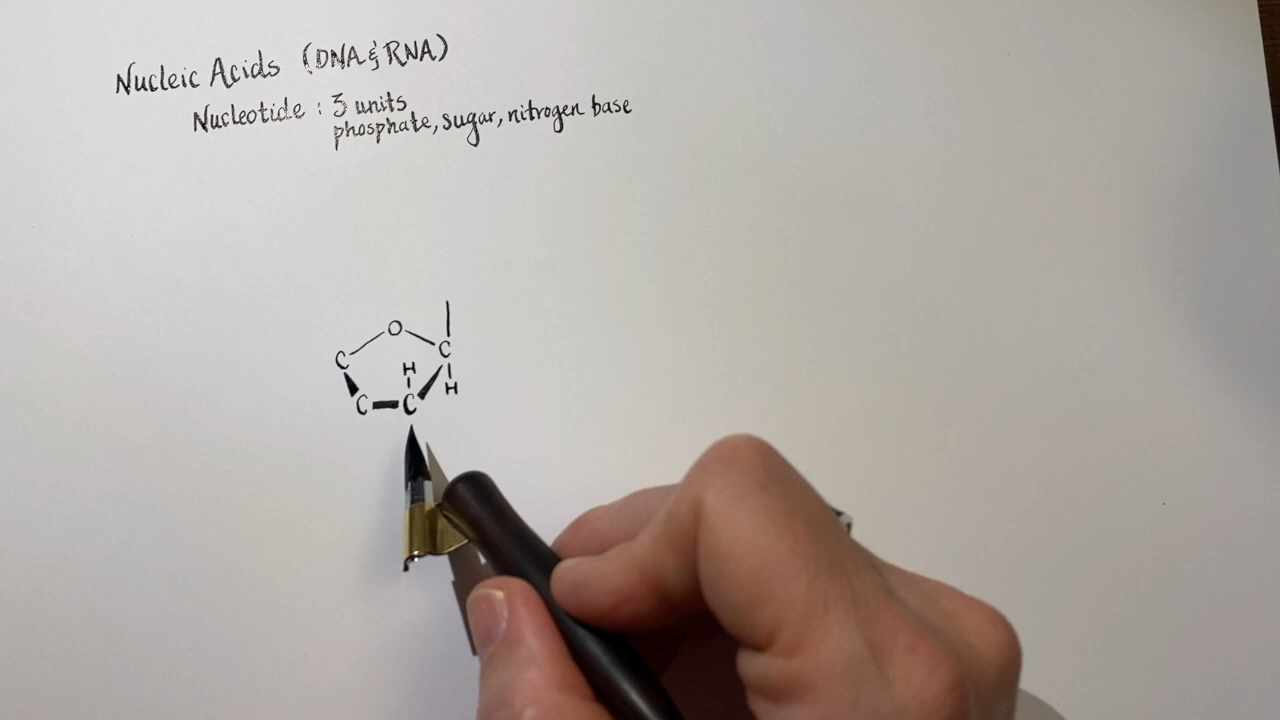 Nucleic Acids (DNA & RNA)
Nucleotide : 3 units
phosphate, sugar, nitrogen base
O
C C
H
C C H